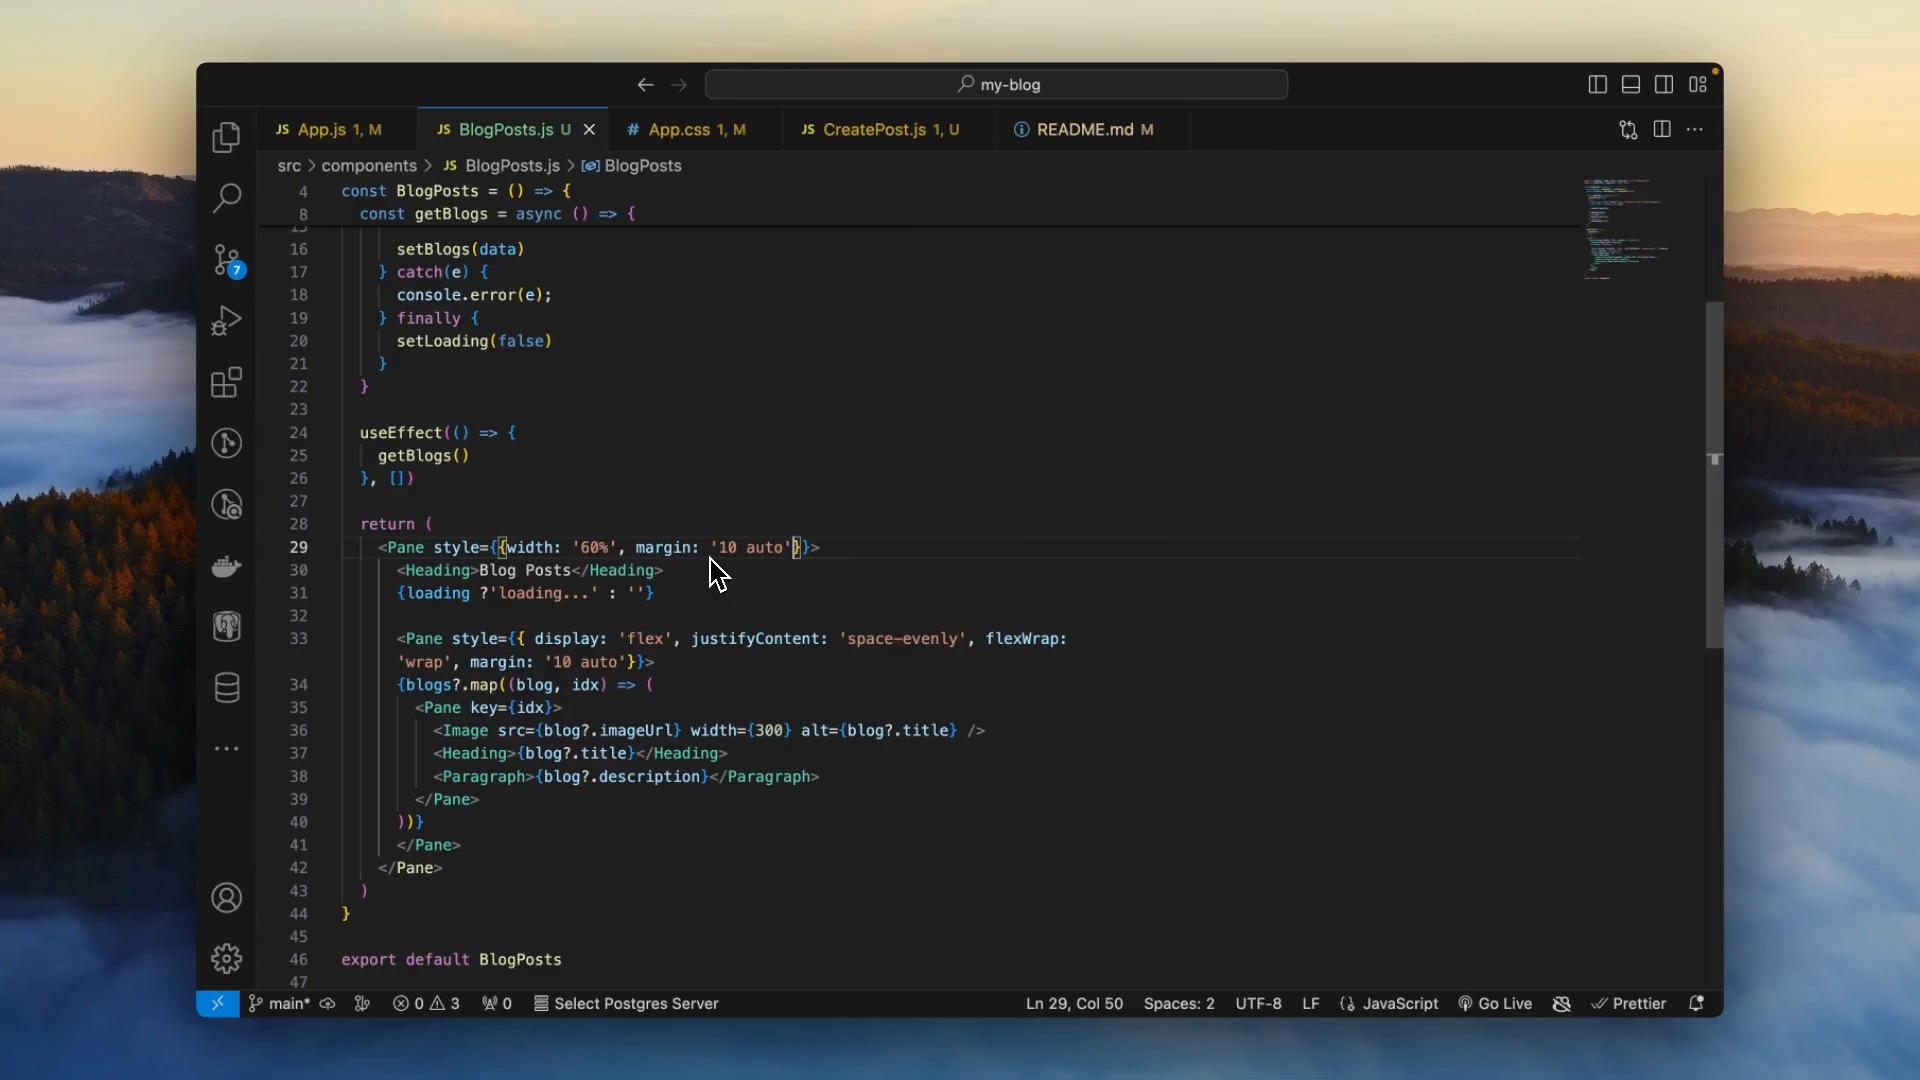 my-blog
JS App.js 1, M
JS BlogPosts.js U
# App.css 1, M
JS CreatePost.js 1, U
README.md M
src > components > JS BlogPosts.js > BlogPosts
4 const BlogPosts = () => {
8 const getBlogs = async () => {
15
16 setBlogs(data)
17 } catch(e) {
18 console.error(e);
19 } finally {
20 setLoading(false)
21 }
22 }
23
24 useEffect(() => {
25 getBlogs()
26 }, [])
27
28 return (
29 <Pane style={{width: '60%', margin: '10 auto'}}>
30 <Heading>Blog Posts</Heading>
31 {loading ?'loading...' : ''}
32
33 <Pane style={{ display: 'flex', justifyContent: 'space-evenly', flexWrap:
'wrap', margin: '10 auto'}}>
34 {blogs?.map((blog, idx) => (
35 <Pane key={idx}>
36 <Image src={blog?.imageUrl} width={300} alt={blog?.title} />
37 <Heading>{blog?.title}</Heading>
38 <Paragraph>{blog?.description}</Paragraph>
39 </Pane>
40 ))}
41 </Pane>
42 </Pane>
43 )
44 }
45
46 export default BlogPosts
47
7
main* 0 3 0 Select Postgres Server Ln 29, Col 50 Spaces: 2 UTF-8 LF {} JavaScript Go Live Prettier